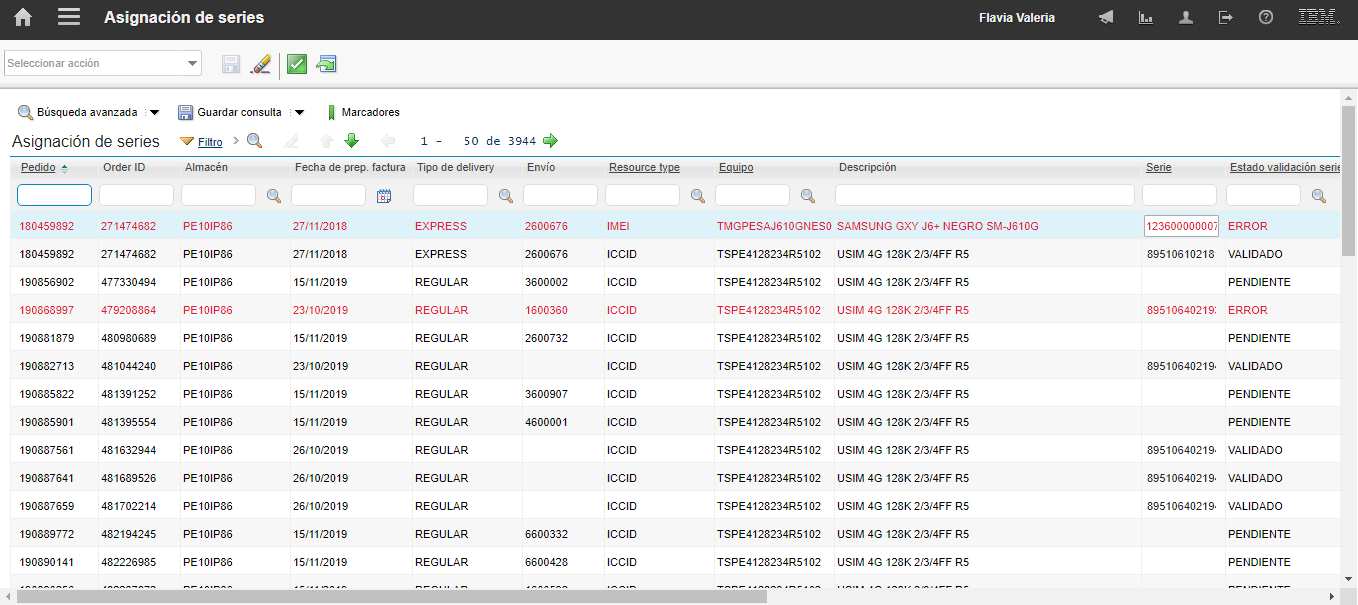 Asignación de series Flavia Valeria IBM.
Seleccionar acción
Búsqueda avanzada Guardar consulta Marcadores
Asignación de series Filtro 1 - 50 de 3944
Pedido Order ID Almacén Fecha de prep. factura Tipo de delivery Envío Resource type Equipo Descripción Serie Estado validación serie
180459892 271474682 PE10IP86 27/11/2018 EXPRESS 2600676 IMEI TMGPESAJ610GNES0 SAMSUNG GXY J6+ NEGRO SM-J610G 123600000007 ERROR
180459892 271474682 PE10IP86 27/11/2018 EXPRESS 2600676 ICCID TSPE4128234R5102 USIM 4G 128K 2/3/4FF R5 89510610218 VALIDADO
190856902 477330494 PE10IP86 15/11/2019 REGULAR 3600002 ICCID TSPE4128234R5102 USIM 4G 128K 2/3/4FF R5 PENDIENTE
190868997 479208864 PE10IP86 23/10/2019 REGULAR 1600360 ICCID TSPE4128234R5102 USIM 4G 128K 2/3/4FF R5 89510640219 ERROR
190881879 480980689 PE10IP86 15/11/2019 REGULAR 2600732 ICCID TSPE4128234R5102 USIM 4G 128K 2/3/4FF R5 PENDIENTE
190882713 481044240 PE10IP86 23/10/2019 REGULAR ICCID TSPE4128234R5102 USIM 4G 128K 2/3/4FF R5 89510640219 VALIDADO
190885822 481391252 PE10IP86 15/11/2019 REGULAR 3600907 ICCID TSPE4128234R5102 USIM 4G 128K 2/3/4FF R5 PENDIENTE
190885901 481395554 PE10IP86 15/11/2019 REGULAR 4600001 ICCID TSPE4128234R5102 USIM 4G 128K 2/3/4FF R5 PENDIENTE
190887561 481632944 PE10IP86 26/10/2019 REGULAR ICCID TSPE4128234R5102 USIM 4G 128K 2/3/4FF R5 89510640219 VALIDADO
190887641 481689526 PE10IP86 26/10/2019 REGULAR ICCID TSPE4128234R5102 USIM 4G 128K 2/3/4FF R5 89510640219 VALIDADO
190887659 481702214 PE10IP86 26/10/2019 REGULAR ICCID TSPE4128234R5102 USIM 4G 128K 2/3/4FF R5 89510640219 VALIDADO
190889772 482194245 PE10IP86 15/11/2019 REGULAR 6600332 ICCID TSPE4128234R5102 USIM 4G 128K 2/3/4FF R5 PENDIENTE
190890141 482226985 PE10IP86 15/11/2019 REGULAR 6600428 ICCID TSPE4128234R5102 USIM 4G 128K 2/3/4FF R5 PENDIENTE